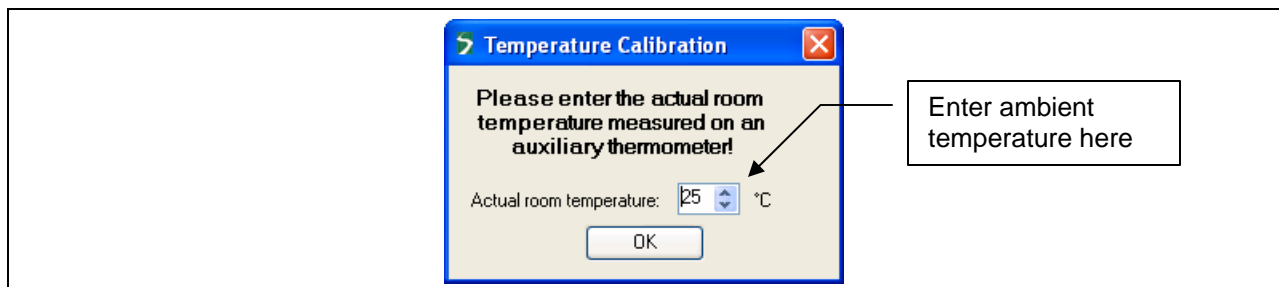 Temperature Calibration
Please enter the actual room
temperature measured on an
auxiliary thermometer!
Enter ambient
temperature here
Actual room temperature: 25 °C
OK